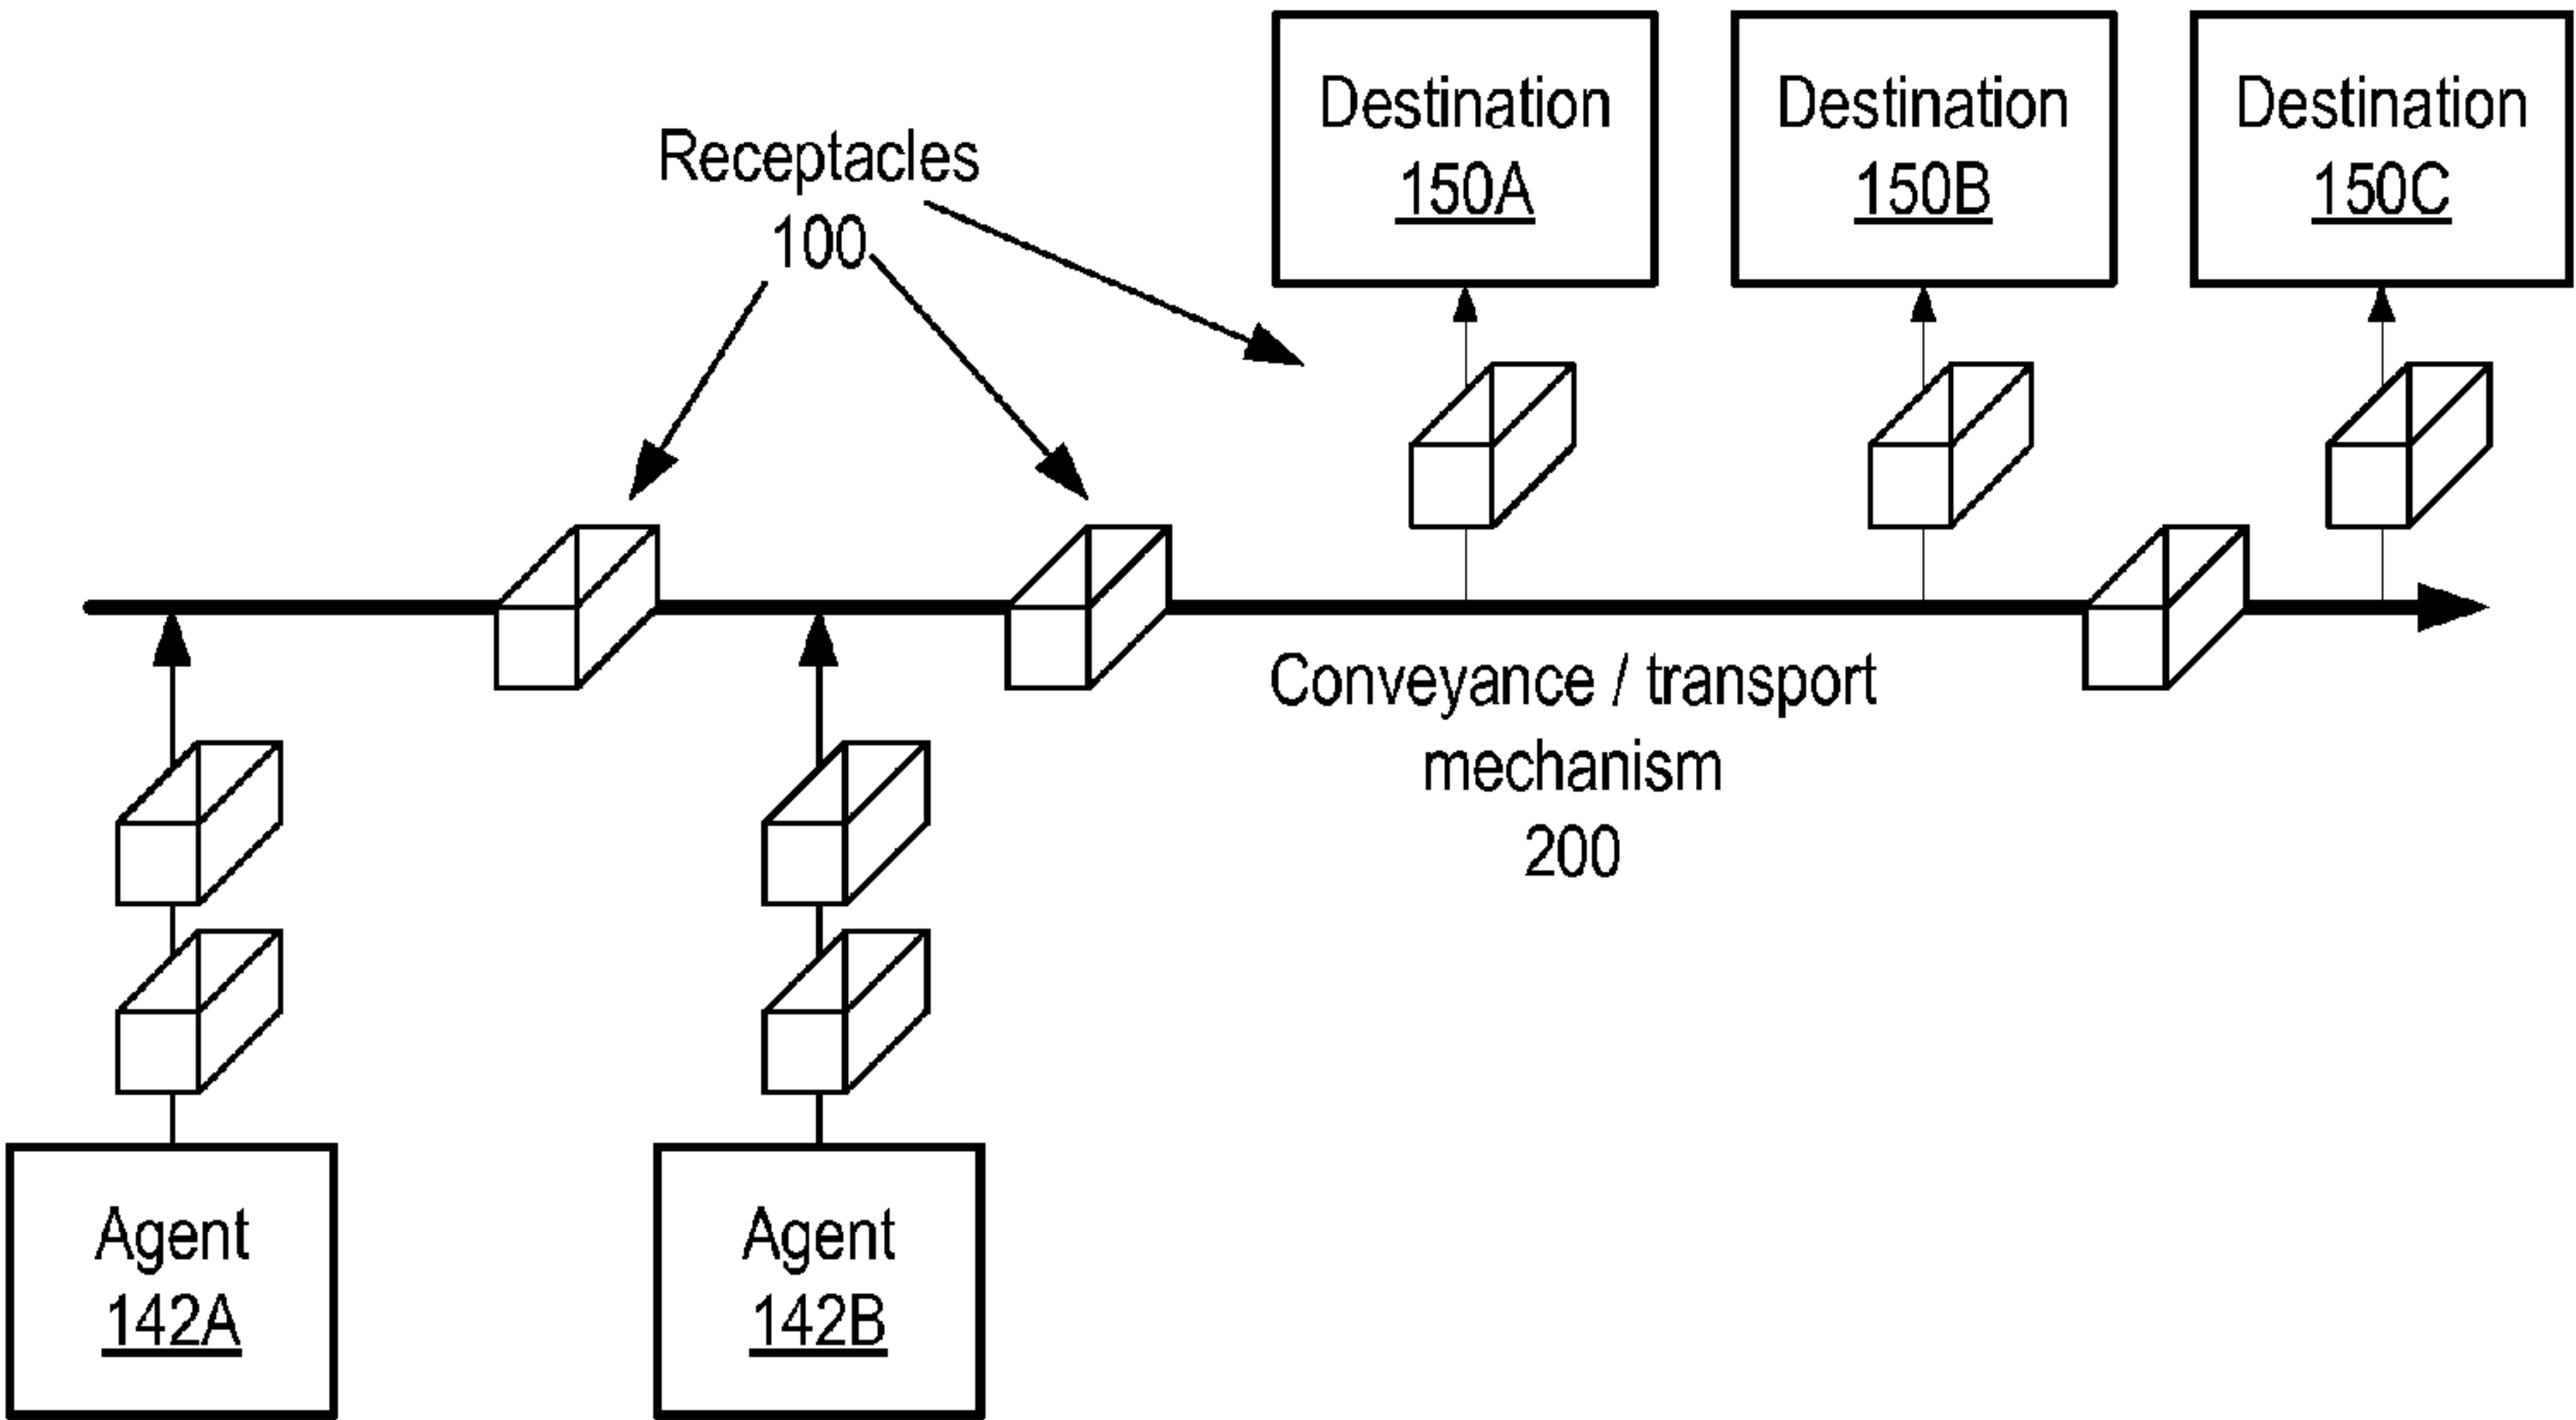 Receptacles
100
Destination
150A
Destination
150B
Destination
150C
Conveyance / transport
mechanism
200
Agent
142A
Agent
142B